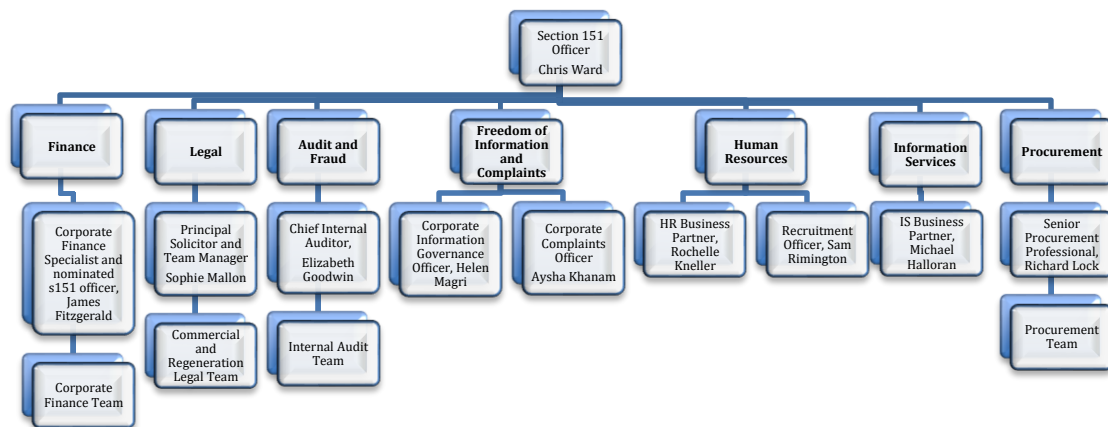 Section 151
Officer
Chris Ward
Finance
Legal
Audit and
Fraud
Freedom of
Information
and
Complaints
Human
Resources
Information
Services
Procurement
Corporate
Finance
Specialist and
nominated
s151 officer,
James
Fitzgerald
Principal
Solicitor and
Team Manager
Sophie Mallon
Chief Internal
Auditor,
Elizabeth
Goodwin
Corporate
Information
Governance
Officer, Helen
Magri
Corporate
Complaints
Officer
Aysha Khanam
HR Business
Partner,
Rochelle
Kneller
Recruitment
Officer, Sam
Rimington
IS Business
Partner,
Michael
Halloran
Senior
Procurement
Professional,
Richard Lock
Corporate
Finance Team
Commercial
and
Regeneration
Legal Team
Internal Audit
Team
Procurement
Team